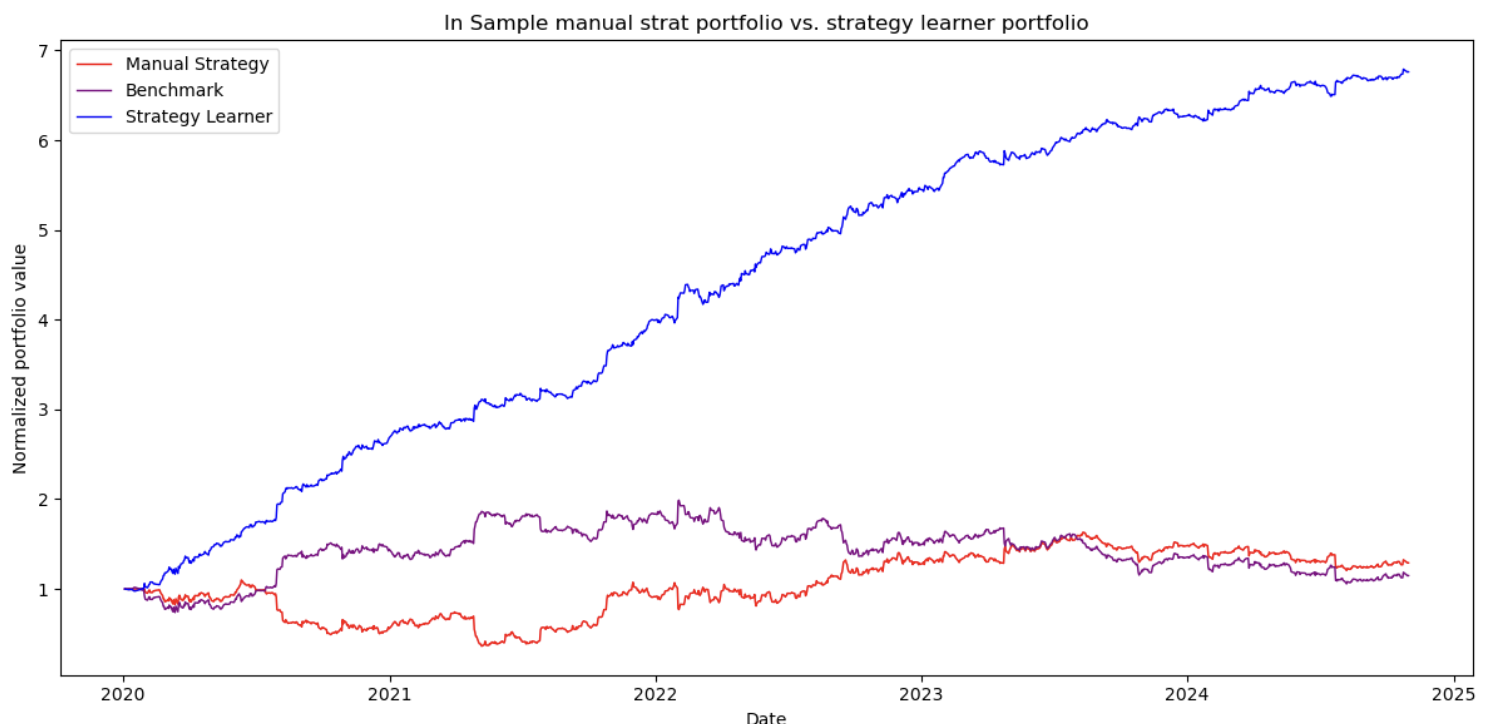 In Sample manual strat portfolio vs. strategy learner portfolio
Manual Strategy
Benchmark
Strategy Learner
Normalized portfolio value
7
6
5
4
3
2
1
2020 2021 2022 2023 2024 2025
Date